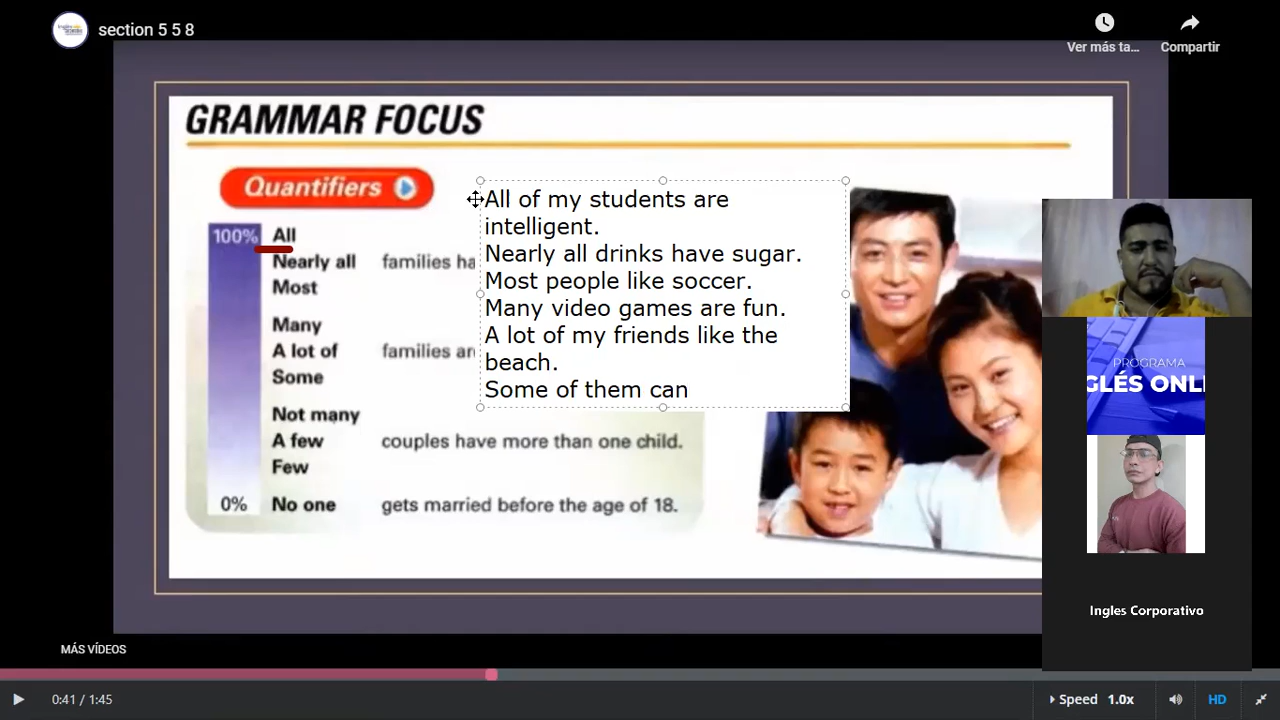 section 5 5 8
Ver más ta...
Compartir
GRAMMAR FOCUS
Quantifiers
100%
All
Nearly all families ha
Most
Many
A lot of families are
Some
Not many
A few couples have more than one child.
Few
0% No one gets married before the age of 18.
All of my students are
intelligent.
Nearly all drinks have sugar.
Most people like soccer.
Many video games are fun.
A lot of my friends like the
beach.
Some of them can
PROGRAMA
GLÉS ONLI
Ingles Corporativo
MÁS VÍDEOS
0:41 / 1:45
Speed 1.0x
HD